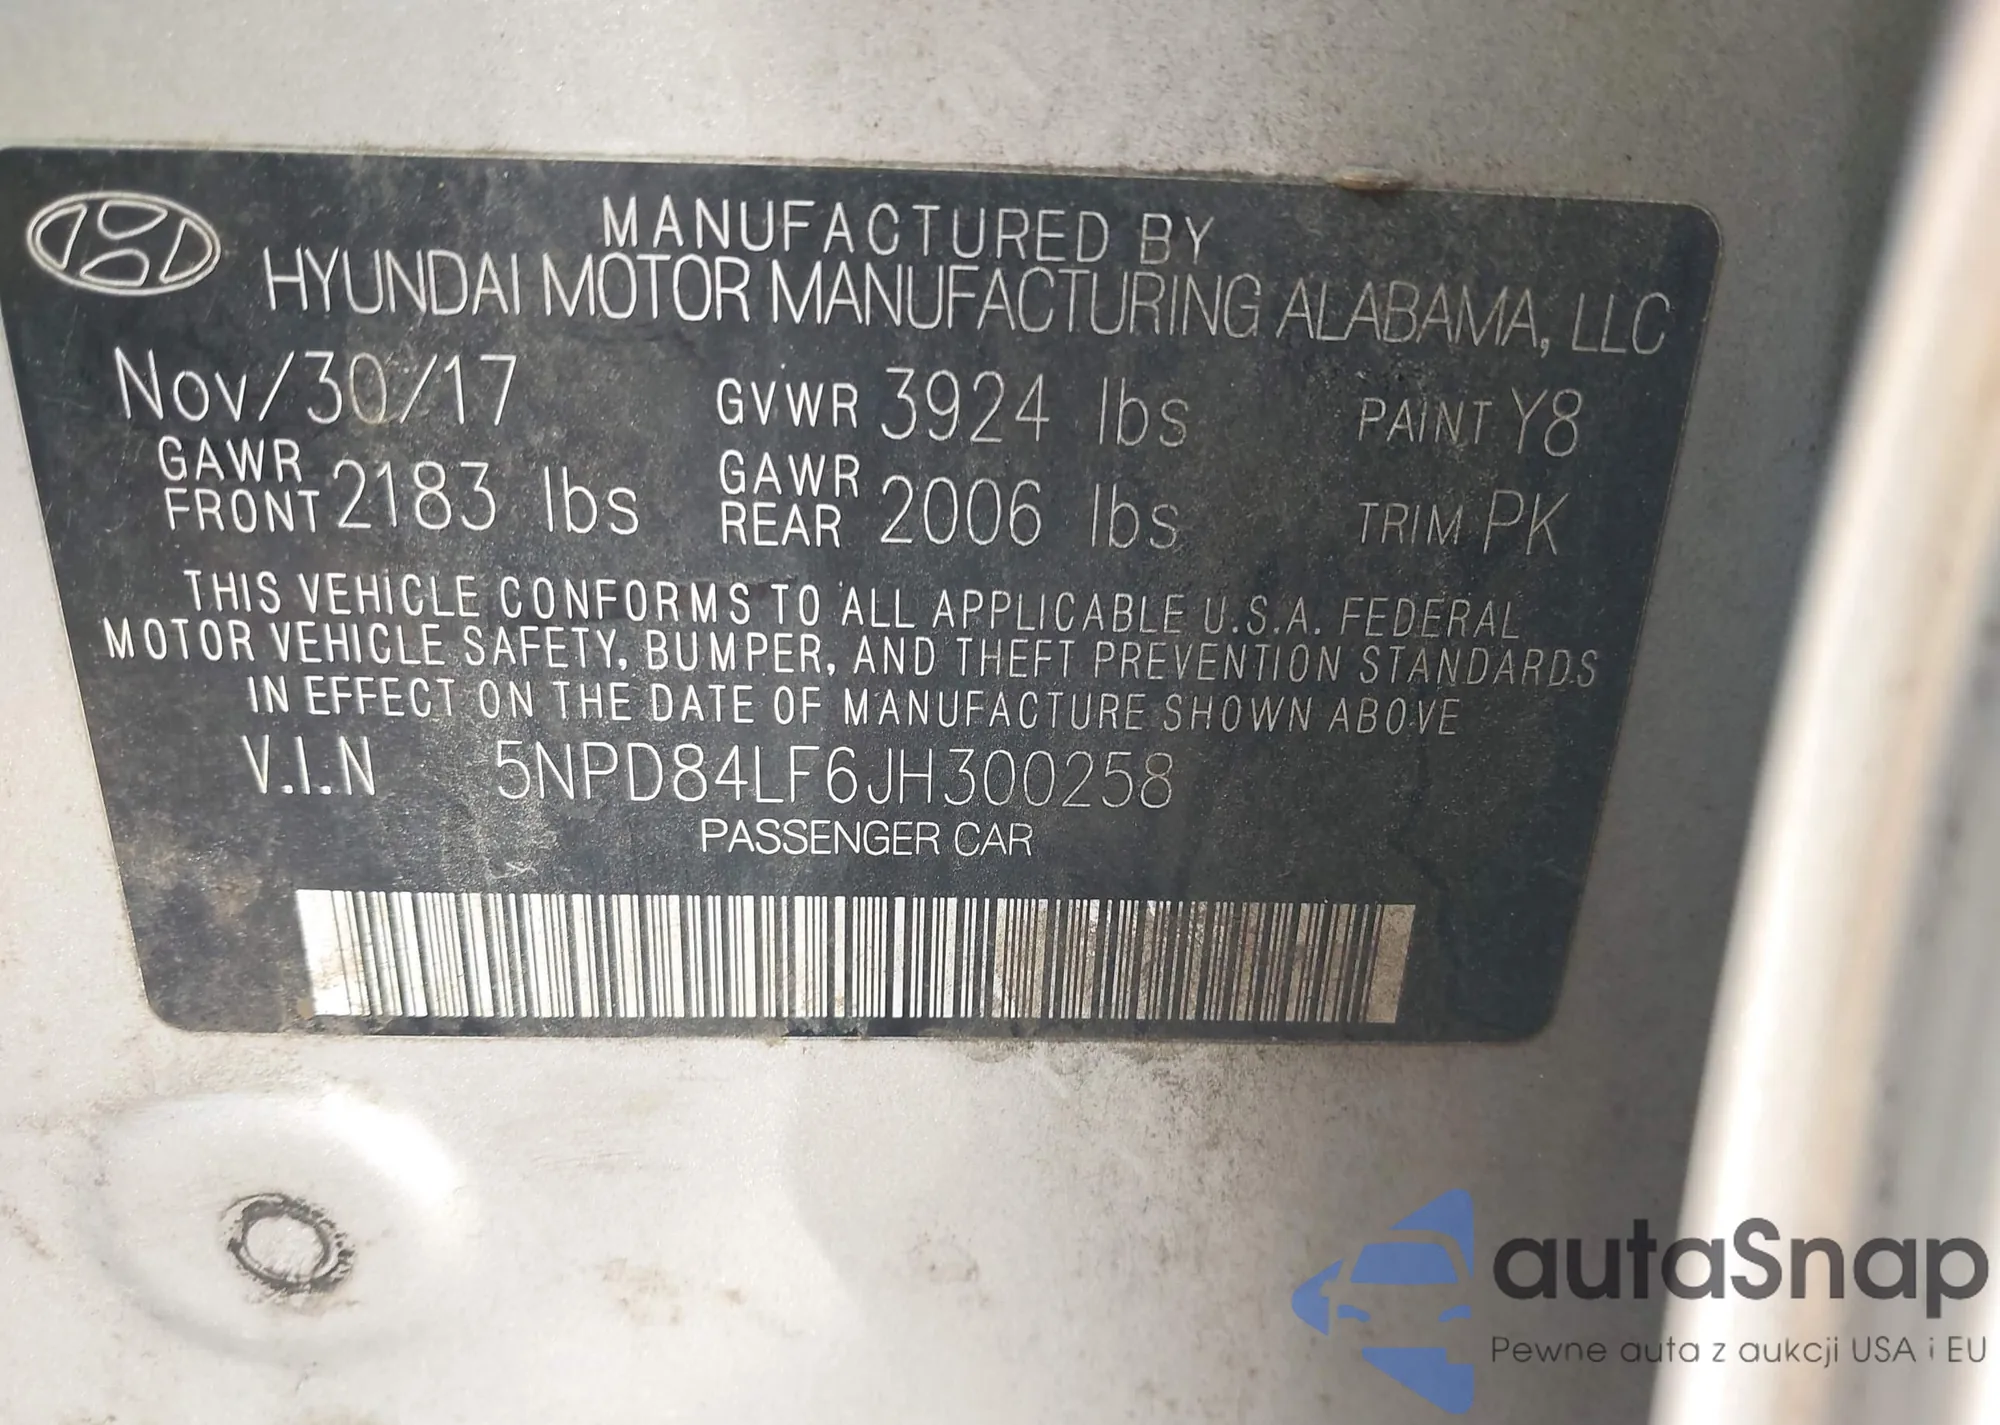 MANUFACTURED BY
HYUNDAI MOTOR MANUFACTURING ALABAMA, LLC
Nov/30/17 GVWR 3924 lbs PAINT Y8
GAWR FRONT 2183 lbs GAWR REAR 2006 lbs TRIM PK
THIS VEHICLE CONFORMS TO ALL APPLICABLE U.S.A. FEDERAL
MOTOR VEHICLE SAFETY, BUMPER, AND THEFT PREVENTION STANDARDS
IN EFFECT ON THE DATE OF MANUFACTURE SHOWN ABOVE
V.I.N 5NPD84LF6JH300258
PASSENGER CAR
autaSnap
Pewne auta z aukcji USA i EU